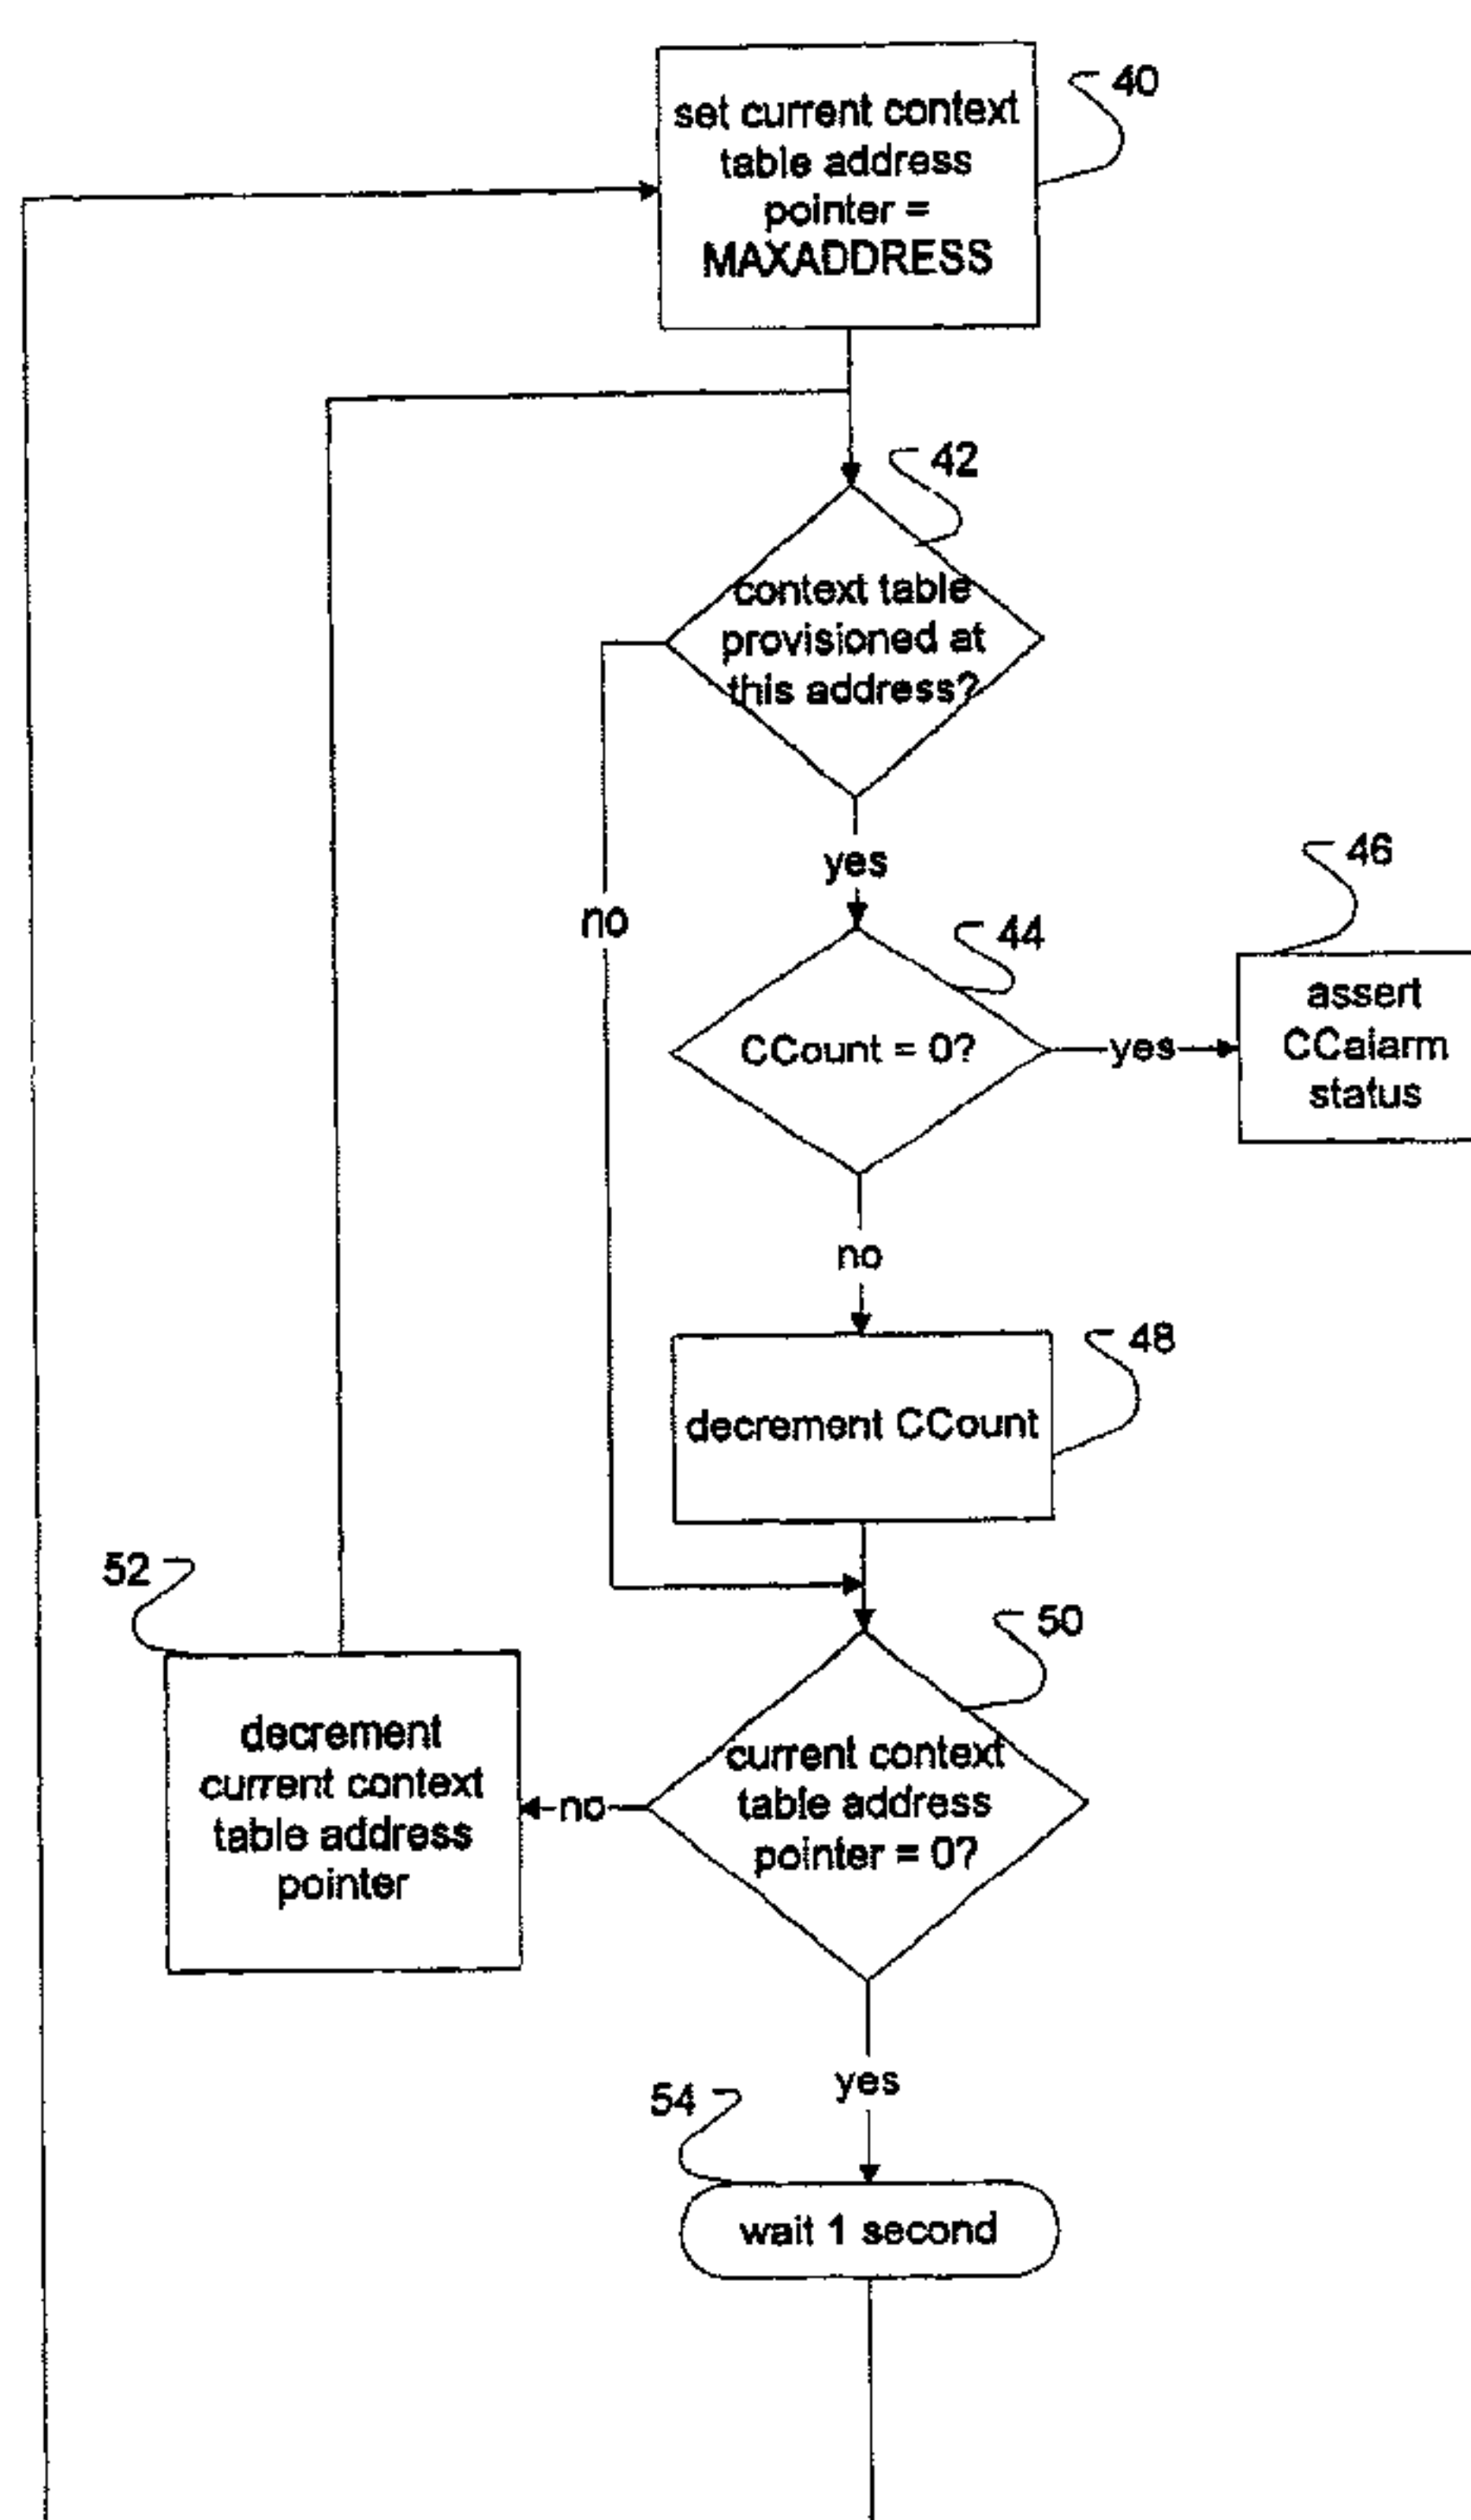 set current context
table address
pointer =
MAXADDRESS
40
42
context table
provisioned at
this address?
yes
no
44
46
CCount = 0?
yes
assert
CCalarm
status
no
48
decrement CCount
52
50
decrement
current context
table address
pointer
no
current context
table address
pointer = 0?
yes
54
wait 1 second